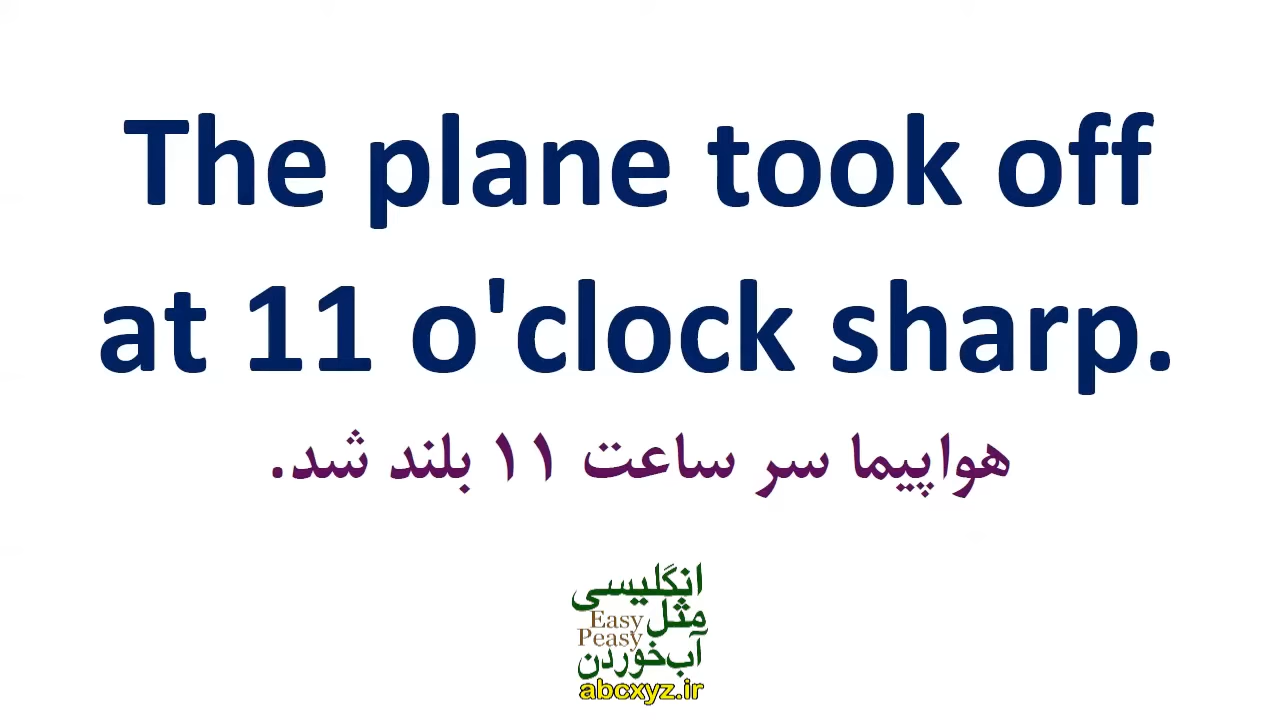 The plane took off
at 11 o'clock sharp.
هواپیما سر ساعت ۱۱ بلند شد.
انگلیسی
مثل
Easy
Peasy
آب‌خوردن
abcxyz.ir